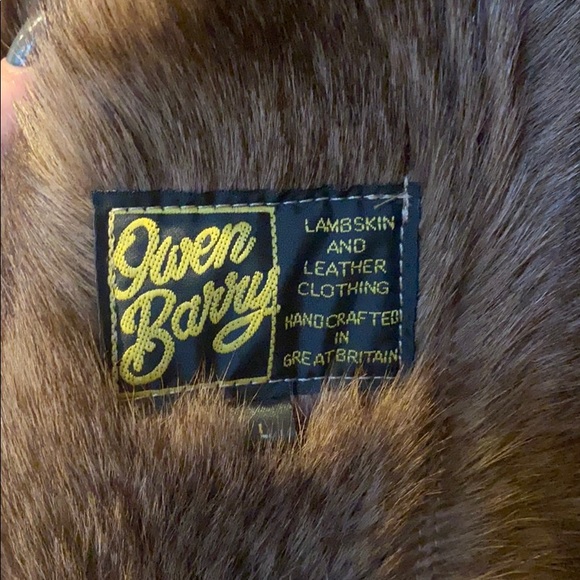 Owen
Barry
LAMBSKIN
AND
LEATHER
CLOTHING
HANDCRAFTED
IN
GREAT BRITAIN
L